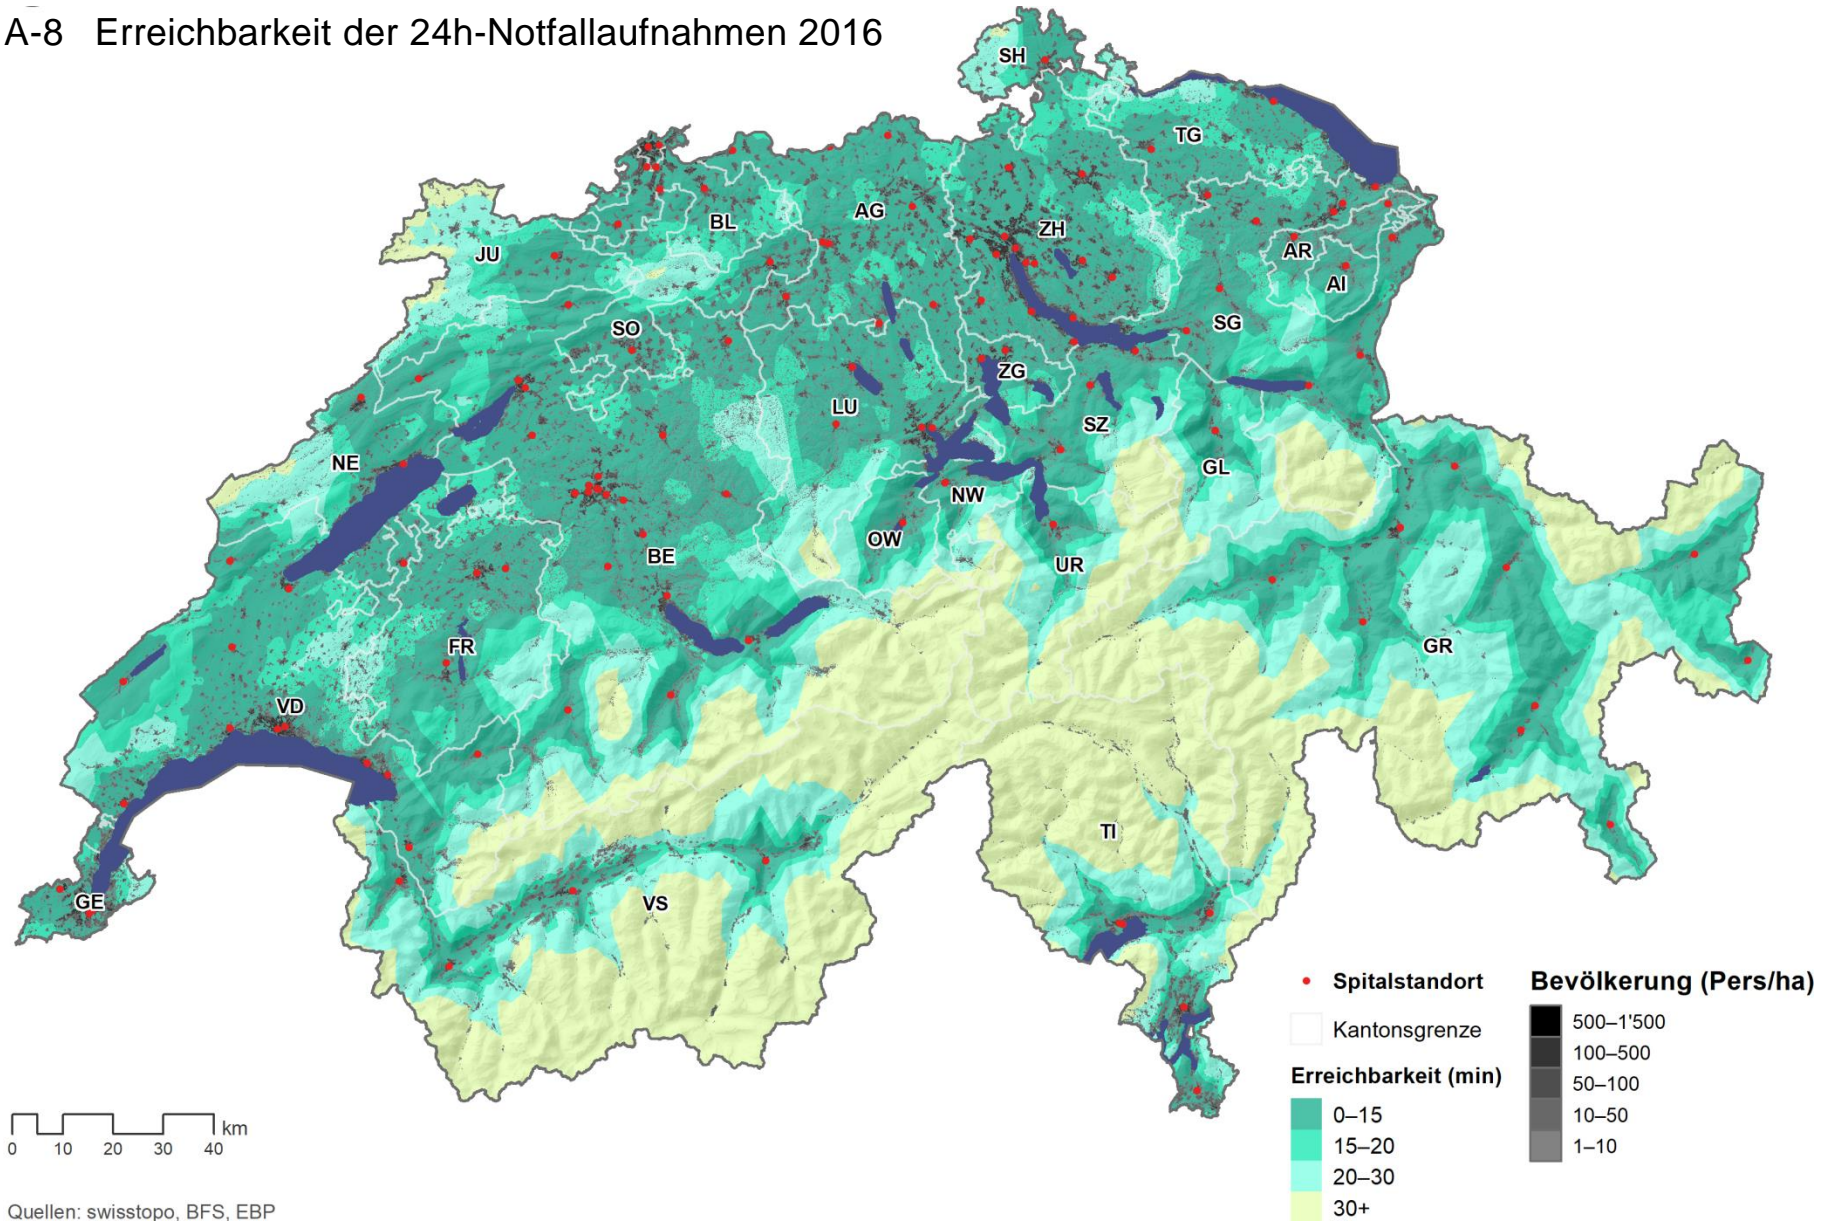 A-8 Erreichbarkeit der 24h-Notfallaufnahmen 2016
SH
TG
BL
AG
ZH
JU
AR
AI
SO
SG
ZG
LU
SZ
NE
GL
NW
OW
BE
UR
FR
GR
VD
TI
GE
VS
Spitalstandort
Kantonsgrenze
Erreichbarkeit (min)
0–15
15–20
20–30
30+
Bevölkerung (Pers/ha)
500–1'500
100–500
50–100
10–50
1–10
km
0 10 20 30 40
Quellen: swisstopo, BFS, EBP